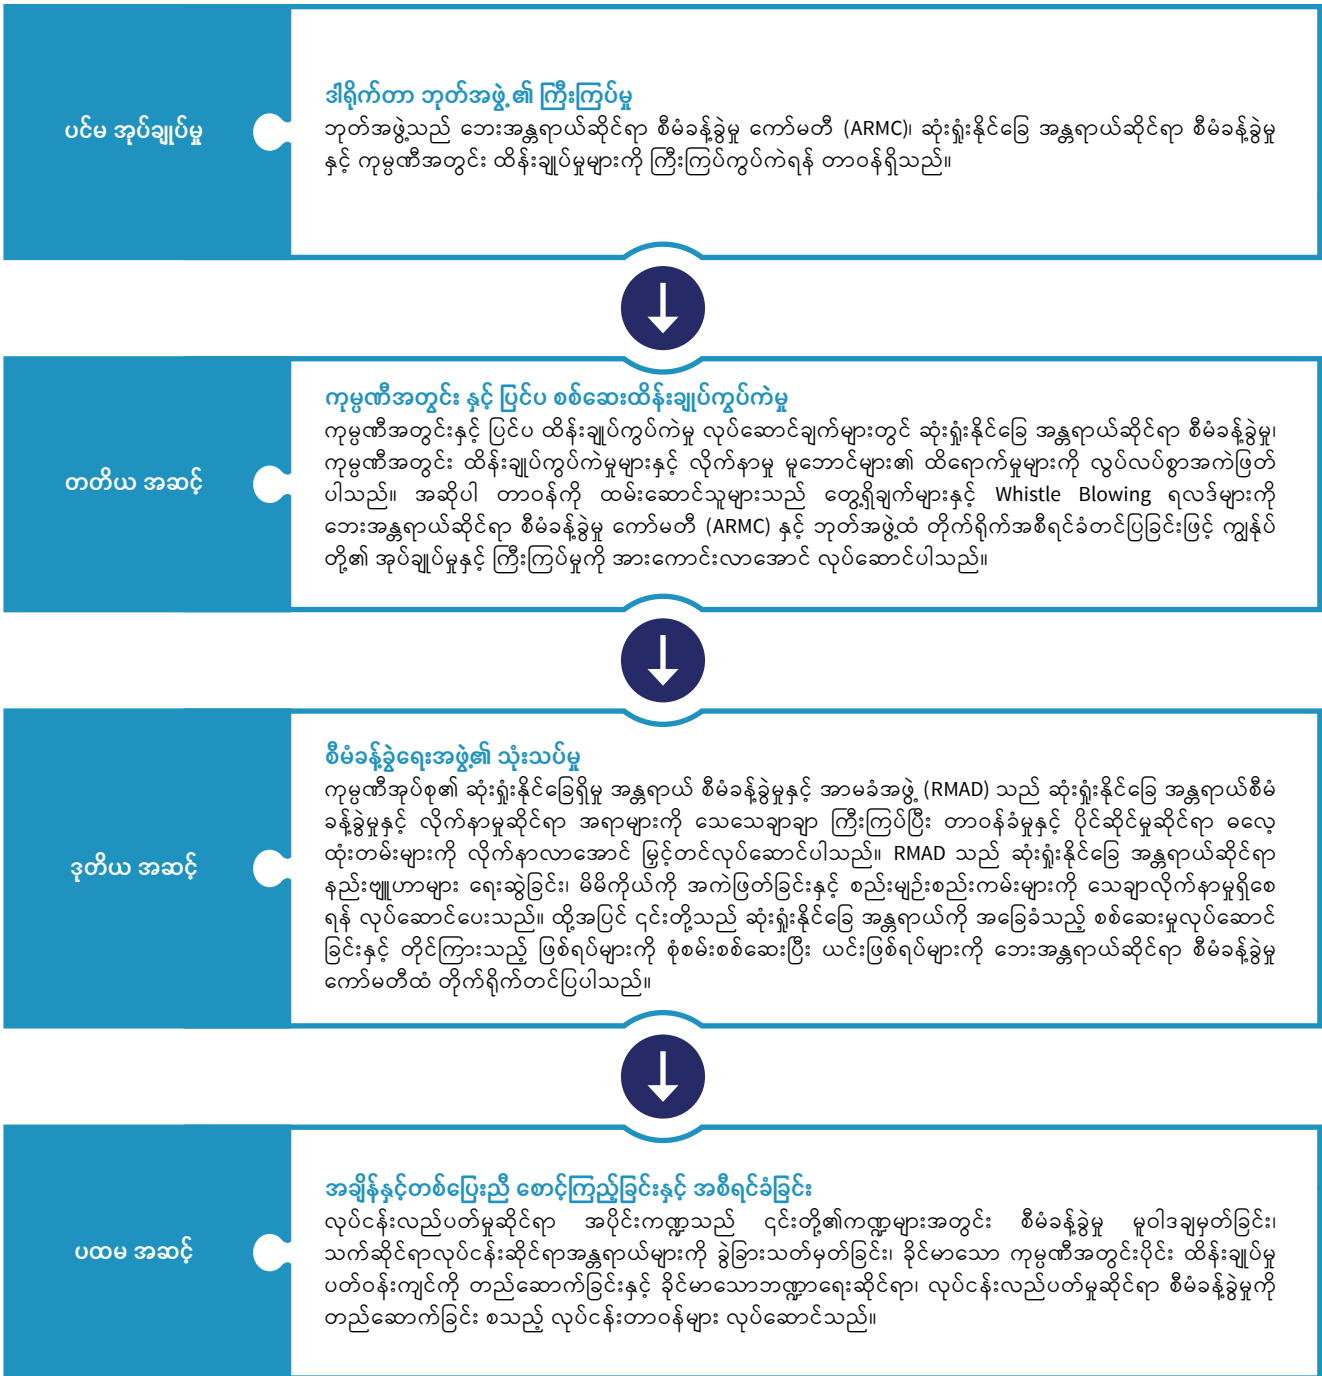 ပင်မ အုပ်ချုပ်မှု
ဒါရိုက်တာ ဘုတ်အဖွဲ့ ၏ ကြီးကြပ်မှု
ဘုတ်အဖွဲ့သည် ဘေးအန္တရာယ်ဆိုင်ရာ စီမံခန့်ခွဲမှု ကော်မတီ (ARMC)၊ ဆုံးရှုံးနိုင်ခြေ အန္တရာယ်ဆိုင်ရာ စီမံခန့်ခွဲမှု
နှင့် ကုမ္ပဏီအတွင်း ထိန်းချုပ်မှုများကို ကြီးကြပ်ကွပ်ကဲရန် တာဝန်ရှိသည်။
တတိယ အဆင့်
ကုမ္ပဏီအတွင်း နှင့် ပြင်ပ စစ်ဆေးထိန်းချုပ်ကွပ်ကဲမှု
ကုမ္ပဏီအတွင်းနှင့် ပြင်ပ ထိန်းချုပ်ကွပ်ကဲမှု လုပ်ဆောင်ချက်များတွင် ဆုံးရှုံးနိုင်ခြေ အန္တရာယ်ဆိုင်ရာ စီမံခန့်ခွဲမှု၊
ကုမ္ပဏီအတွင်း ထိန်းချုပ်ကွပ်ကဲမှုများနှင့် လိုက်နာမှု မူဘောင်များ၏ ထိရောက်မှုများကို လွပ်လပ်စွာအကဲဖြတ်
ပါသည်။ အဆိုပါ တာဝန်ကို ထမ်းဆောင်သူများသည် တွေ့ရှိချက်များနှင့် Whistle Blowing ရလဒ်များကို
ဘေးအန္တရာယ်ဆိုင်ရာ စီမံခန့်ခွဲမှု ကော်မတီ (ARMC) နှင့် ဘုတ်အဖွဲ့ထံ တိုက်ရိုက်အစီရင်ခံတင်ပြခြင်းဖြင့် ကျွန်ုပ်
တို့၏ အုပ်ချုပ်မှုနှင့် ကြီးကြပ်မှုကို အားကောင်းလာအောင် လုပ်ဆောင်ပါသည်။
ဒုတိယ အဆင့်
စီမံခန့်ခွဲရေးအဖွဲ့၏ သုံးသပ်မှု
ကုမ္ပဏီအုပ်စု၏ ဆုံးရှုံးနိုင်ခြေရှိမှု အန္တရာယ် စီမံခန့်ခွဲမှုနှင့် အာမခံအဖွဲ့ (RMAD) သည် ဆုံးရှုံးနိုင်ခြေ အန္တရာယ်စီမံ
ခန့်ခွဲမှုနှင့် လိုက်နာမှုဆိုင်ရာ အရာများကို သေသေချာချာ ကြီးကြပ်ပြီး တာဝန်ခံမှုနှင့် ပိုင်ဆိုင်မှုဆိုင်ရာ ဓလေ့
ထုံးတမ်းများကို လိုက်နာလာအောင် မြှင့်တင်လုပ်ဆောင်ပါသည်။ RMAD သည် ဆုံးရှုံးနိုင်ခြေ အန္တရာယ်ဆိုင်ရာ
နည်းဗျူဟာများ ရေးဆွဲခြင်း၊ မိမိကိုယ်ကို အကဲဖြတ်ခြင်းနှင့် စည်းမျဉ်းစည်းကမ်းများကို သေချာလိုက်နာမှုရှိစေ
ရန် လုပ်ဆောင်ပေးသည်။ ထို့အပြင် ၎င်းတို့သည် ဆုံးရှုံးနိုင်ခြေ အန္တရာယ်ကို အခြေခံသည့် စစ်ဆေးမှုလုပ်ဆောင်
ခြင်းနှင့် တိုင်ကြားသည့် ဖြစ်ရပ်များကို စုံစမ်းစစ်ဆေးပြီး ယင်းဖြစ်ရပ်များကို ဘေးအန္တရာယ်ဆိုင်ရာ စီမံခန့်ခွဲမှု
ကော်မတီထံ တိုက်ရိုက်တင်ပြပါသည်။
ပထမ အဆင့်
အချိန်နှင့်တစ်ပြေးညီ စောင့်ကြည့်ခြင်းနှင့် အစီရင်ခံခြင်း
လုပ်ငန်းလည်ပတ်မှုဆိုင်ရာ အပိုင်းကဏ္ဍသည် ၎င်းတို့၏ကဏ္ဍများအတွင်း စီမံခန့်ခွဲမှု မူဝါဒချမှတ်ခြင်း၊
သက်ဆိုင်ရာလုပ်ငန်းဆိုင်ရာအန္တရာယ်များကို ခွဲခြားသတ်မှတ်ခြင်း၊ ခိုင်မာသော ကုမ္ပဏီအတွင်းပိုင်း ထိန်းချုပ်မှု
ပတ်ဝန်းကျင်ကို တည်ဆောက်ခြင်းနှင့် ခိုင်မာသောဘဏ္ဍာရေးဆိုင်ရာ၊ လုပ်ငန်းလည်ပတ်မှုဆိုင်ရာ စီမံခန့်ခွဲမှုကို
တည်ဆောက်ခြင်း စသည့် လုပ်ငန်းတာဝန်များ လုပ်ဆောင်သည်။